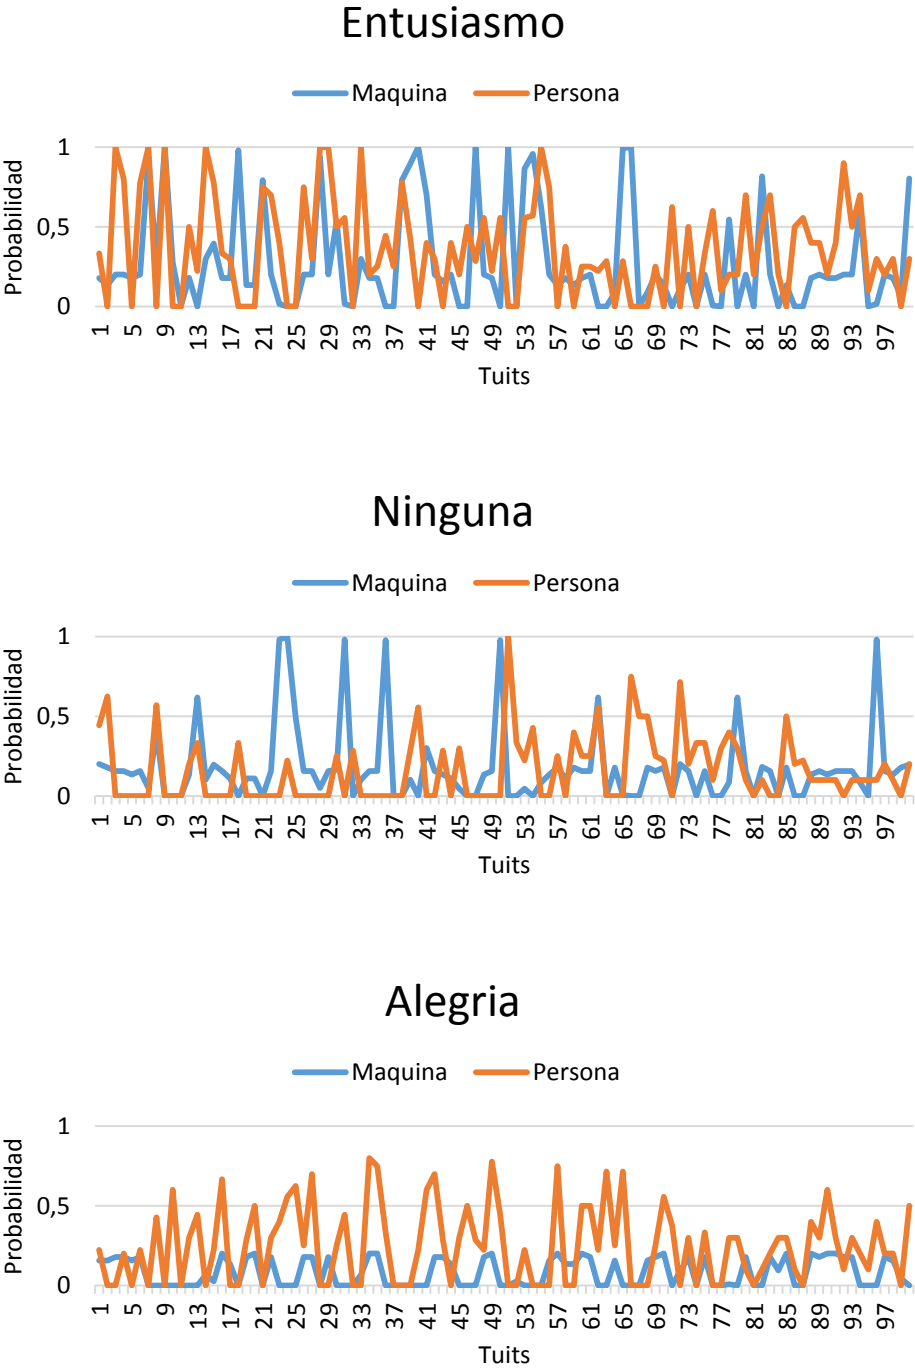 Entusiasmo
Maquina Persona
Probabilidad
1
0,5
0
1 5 9 13 17 21 25 29 33 37 41 45 49 53 57 61 65 69 73 77 81 85 89 93 97
Tuits
Ninguna
Maquina Persona
Probabilidad
1
0,5
0
1 5 9 13 17 21 25 29 33 37 41 45 49 53 57 61 65 69 73 77 81 85 89 93 97
Tuits
Alegria
Maquina Persona
Probabilidad
1
0,5
0
1 5 9 13 17 21 25 29 33 37 41 45 49 53 57 61 65 69 73 77 81 85 89 93 97
Tuits